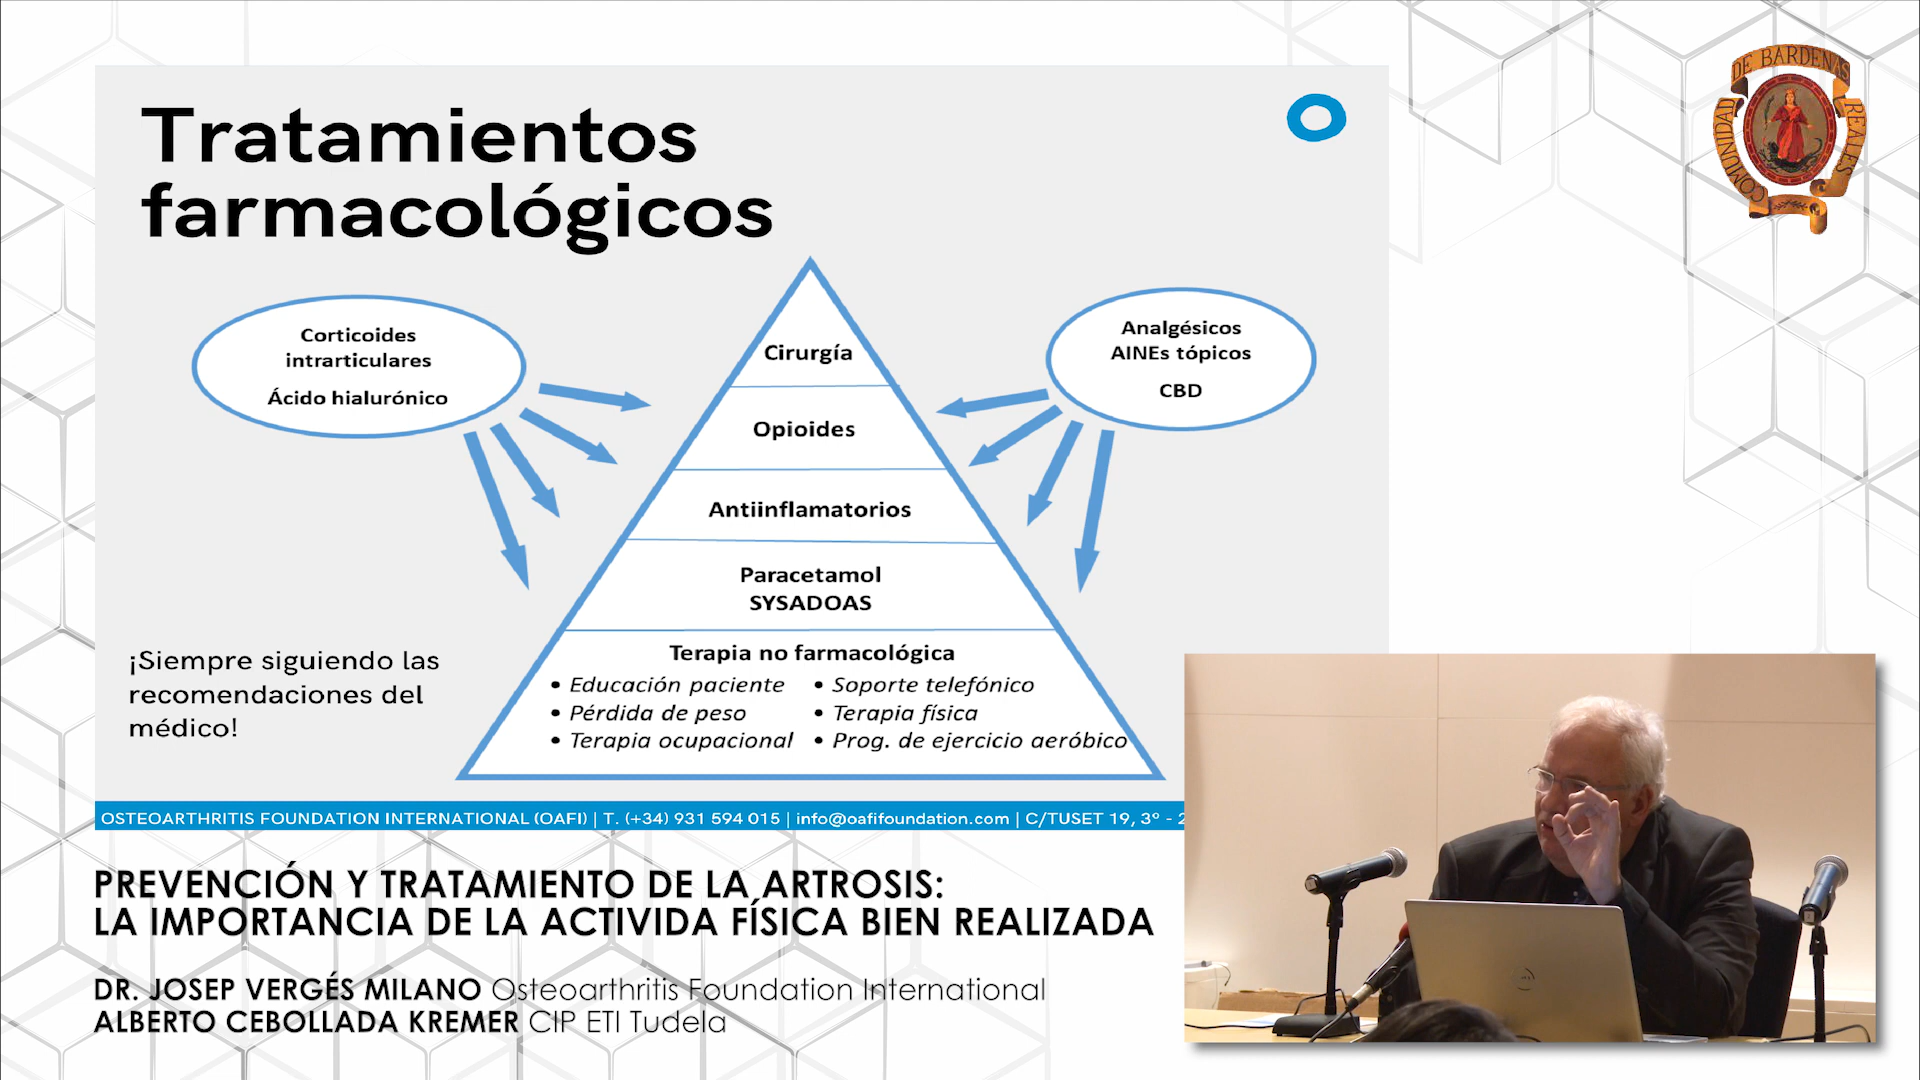 Tratamientos
farmacológicos
Corticoides
intrarticulares
Ácido hialurónico
Analgésicos
AINEs tópicos
CBD
Cirurgía
Opioides
Antiinflamatorios
Paracetamol
SYSADOAS
Terapia no farmacológica
• Educación paciente
• Pérdida de peso
• Terapia ocupacional
• Soporte telefónico
• Terapia física
• Prog. de ejercicio aeróbico
¡Siempre siguiendo las
recomendaciones del
médico!
OSTEOARTHRITIS FOUNDATION INTERNATIONAL (OAFI) | T. (+34) 931 594 015 | info@oafifoundation.com | C/TUSET 19, 3º - 2
COMUNIDAD
DE BARDENAS
REALES
PREVENCIÓN Y TRATAMIENTO DE LA ARTROSIS:
LA IMPORTANCIA DE LA ACTIVIDA FÍSICA BIEN REALIZADA
DR. JOSEP VERGÉS MILANO Osteoarthritis Foundation International
ALBERTO CEBOLLADA KREMER CIP ETI Tudela